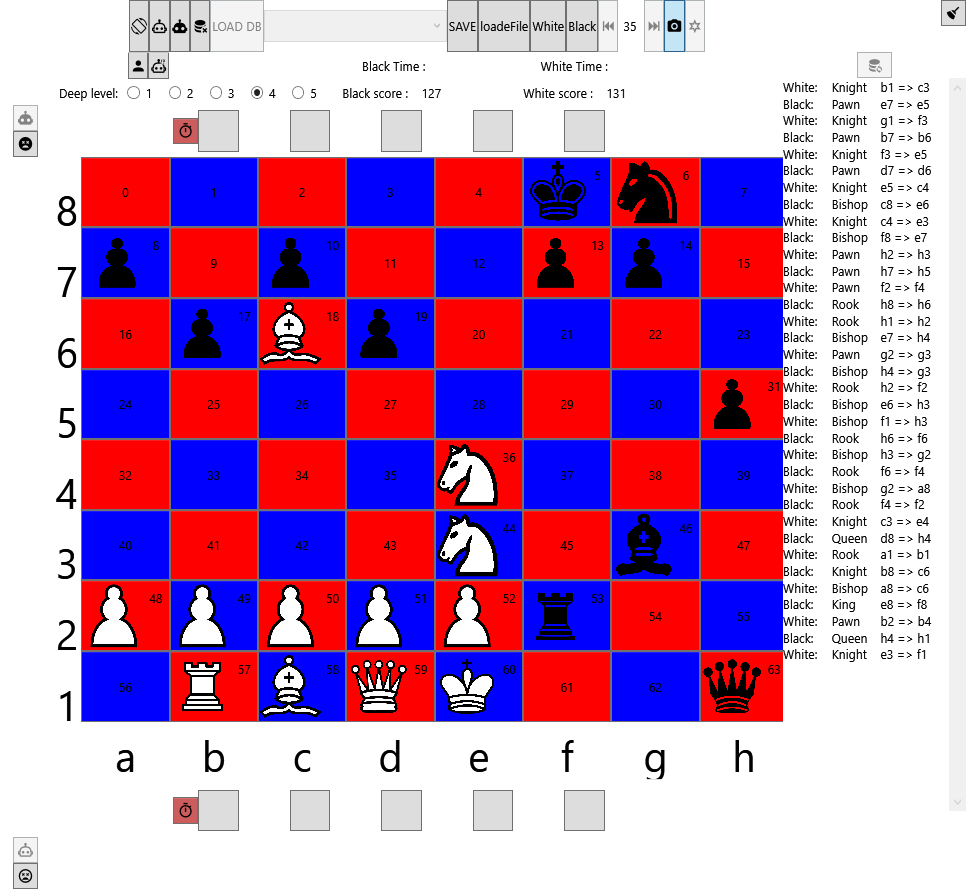 LOAD DB SAVE loadeFile White Black 35
Black Time : White Time :
Deep level: 1 2 3 4 5 Black score : 127 White score : 131
White: Knight b1 => c3
Black: Pawn e7 => e5
White: Knight g1 => f3
Black: Pawn b7 => b6
White: Knight f3 => e5
Black: Pawn d7 => d6
White: Knight e5 => c4
Black: Bishop c8 => e6
White: Knight c4 => e3
Black: Bishop f8 => e7
White: Pawn h2 => h3
Black: Pawn h7 => h5
White: Pawn f2 => f4
Black: Rook h8 => h6
White: Rook h1 => h2
Black: Bishop e7 => h4
White: Pawn g2 => g3
Black: Bishop h4 => g3
White: Rook h2 => f2
Black: Bishop e6 => h3
White: Bishop f1 => h3
Black: Rook h6 => f6
White: Bishop h3 => g2
Black: Rook f6 => f4
White: Bishop g2 => a8
Black: Rook f4 => f2
White: Knight c3 => e4
Black: Queen d8 => h4
White: Rook a1 => b1
Black: Knight b8 => c6
White: Bishop a8 => c6
Black: King e8 => f8
White: Pawn b2 => b4
Black: Queen h4 => h1
White: Knight e3 => f1
8 0 1 2 3 4 5 6 7
7 8 9 10 11 12 13 14 15
6 16 17 18 19 20 21 22 23
5 24 25 26 27 28 29 30 31
4 32 33 34 35 36 37 38 39
3 40 41 42 43 44 45 46 47
2 48 49 50 51 52 53 54 55
1 56 57 58 59 60 61 62 63
a b c d e f g h